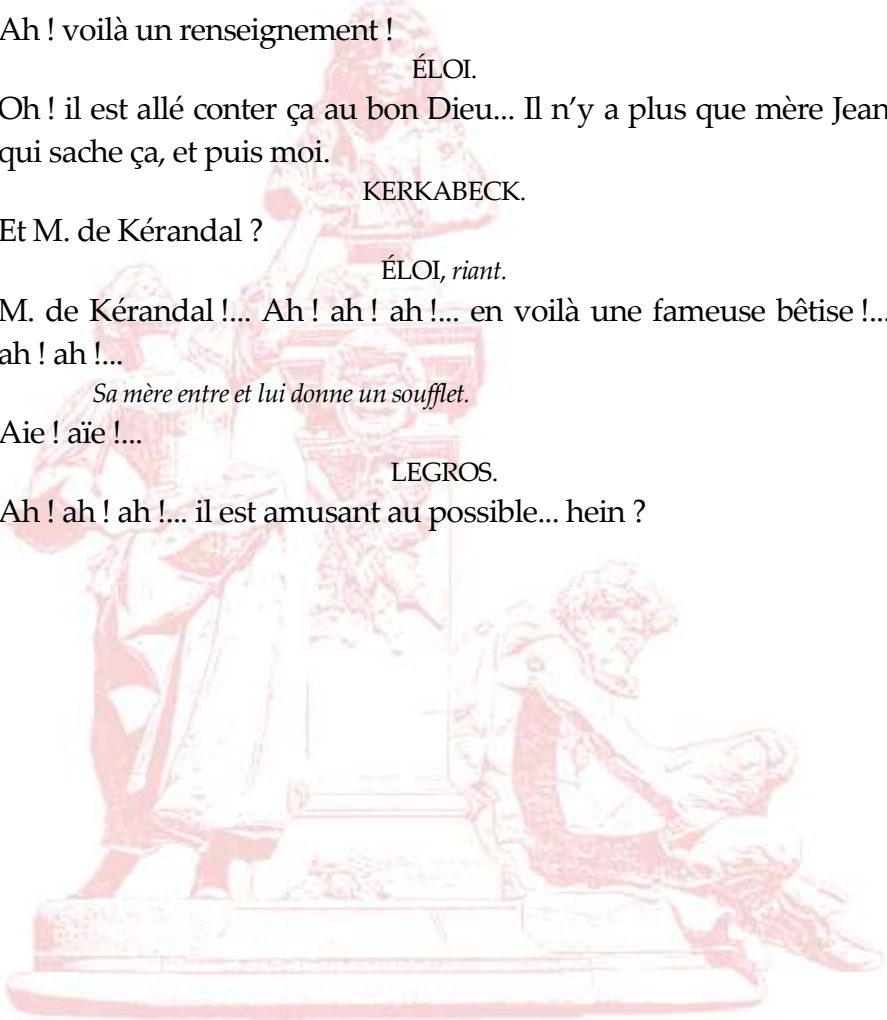 Ah ! voilà un renseignement !
ÉLOI.
Oh ! il est allé conter ça au bon Dieu... Il n’y a plus que mère Jean
qui sache ça, et puis moi.
KERKABECK.
Et M. de Kérandal ?
ÉLOI, riant.
M. de Kérandal !... Ah ! ah ! ah !... en voilà une fameuse bêtise !...
ah ! ah !...
Sa mère entre et lui donne un soufflet.
Aie ! aïe !...
LEGROS.
Ah ! ah ! ah !... il est amusant au possible... hein ?